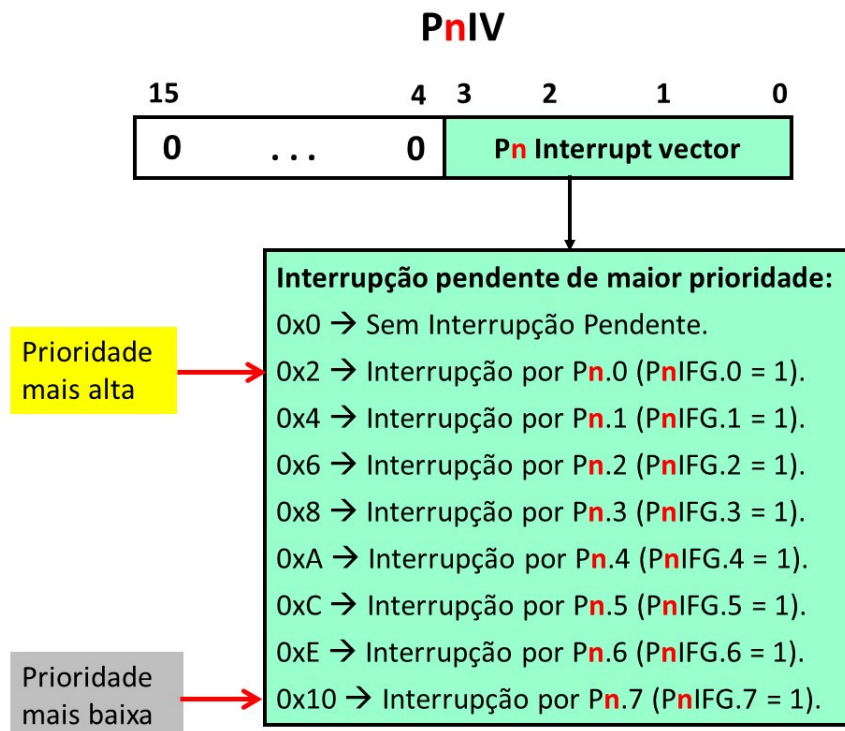 PnIV
15 4 3 2 1 0
0 ... 0 Pn Interrupt vector
Interrupção pendente de maior prioridade:
0x0 → Sem Interrupção Pendente.
Prioridade
mais alta
0x2 → Interrupção por Pn.0 (PnIFG.0 = 1).
0x4 → Interrupção por Pn.1 (PnIFG.1 = 1).
0x6 → Interrupção por Pn.2 (PnIFG.2 = 1).
0x8 → Interrupção por Pn.3 (PnIFG.3 = 1).
0xA → Interrupção por Pn.4 (PnIFG.4 = 1).
0xC → Interrupção por Pn.5 (PnIFG.5 = 1).
0xE → Interrupção por Pn.6 (PnIFG.6 = 1).
Prioridade
mais baixa
0x10 → Interrupção por Pn.7 (PnIFG.7 = 1).